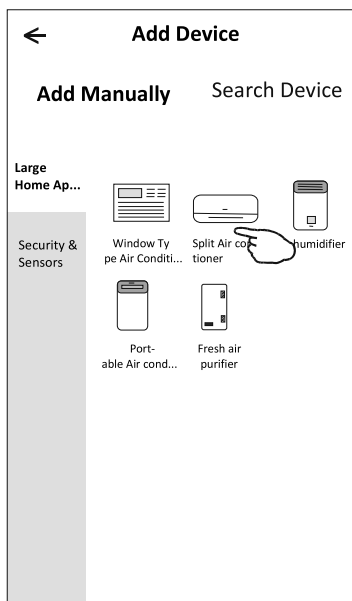 Add Device
Add Manually
Search Device
Large
Home Ap...
Security &
Sensors
Window Ty
pe Air Conditi...
Split Air con
tioner
humidifier
Port-
able Air cond...
Fresh air
purifier